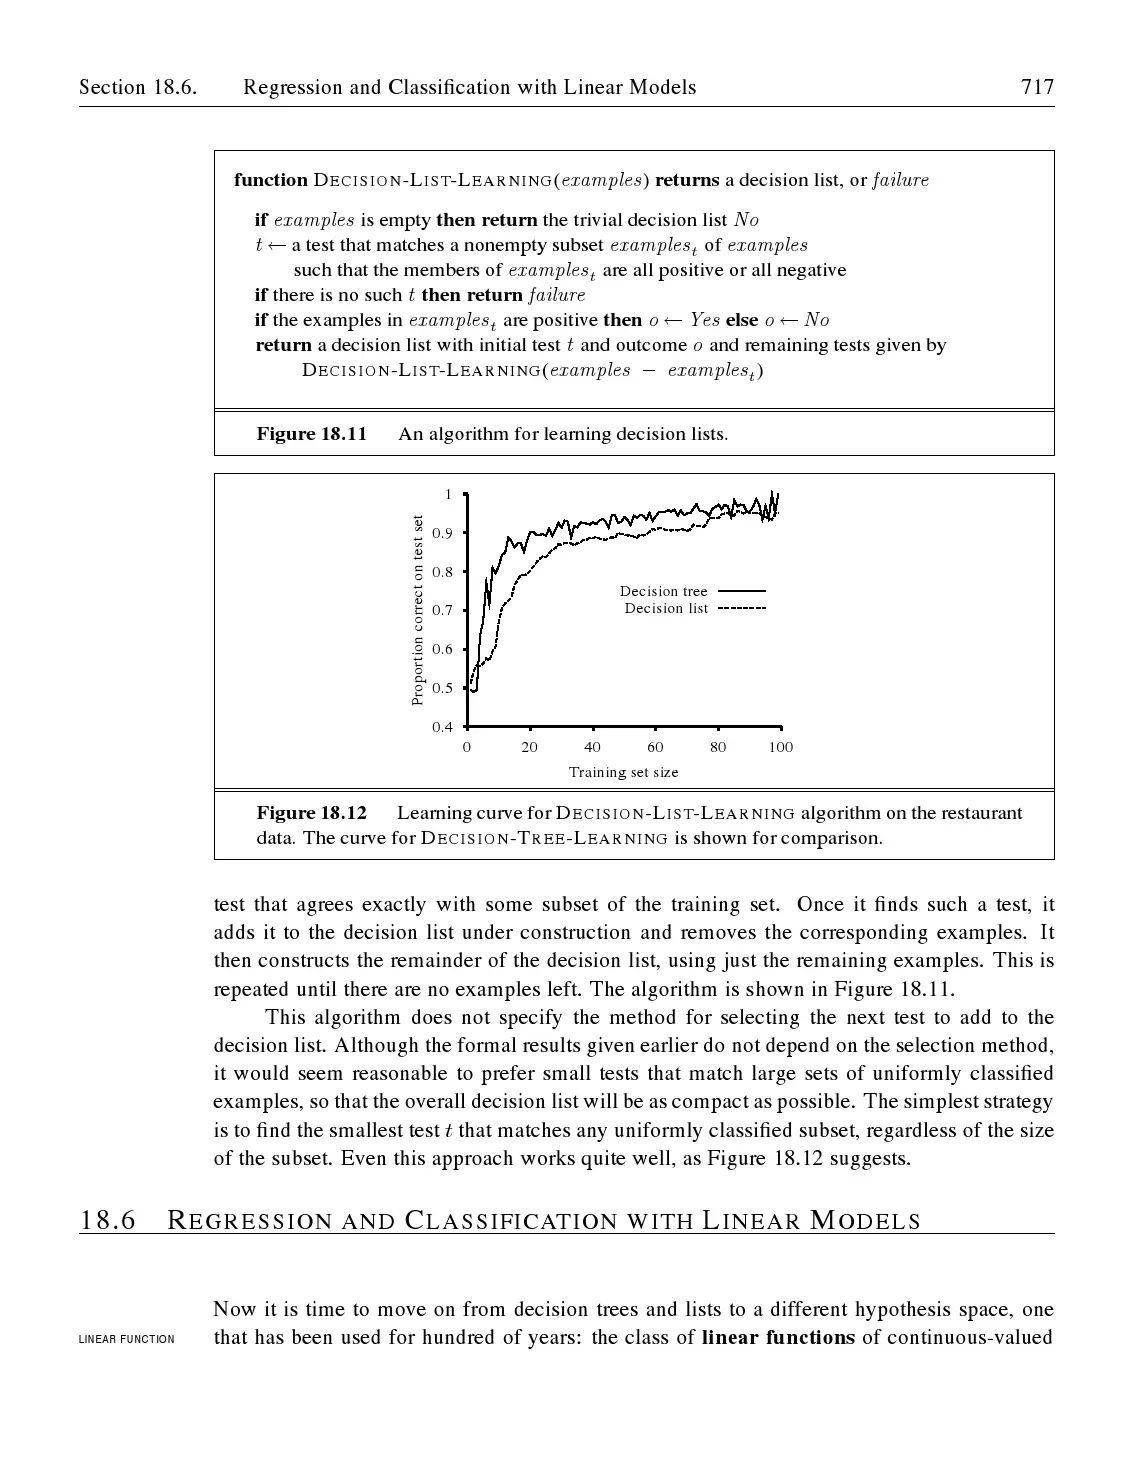 Section 18.6. Regression and Classification with Linear Models 717
function DECISION-LIST-LEARNING(examples) returns a decision list, or failure
if examples is empty then return the trivial decision list No
t ← a test that matches a nonempty subset examplesₜ of examples
such that the members of examplesₜ are all positive or all negative
if there is no such t then return failure
if the examples in examplesₜ are positive then o ← Yes else o ← No
return a decision list with initial test t and outcome o and remaining tests given by
DECISION-LIST-LEARNING(examples − examplesₜ)
Figure 18.11 An algorithm for learning decision lists.
1
0.9
0.8
0.7
0.6
0.5
0.4
Proportion correct on test set
Decision tree
Decision list
0 20 40 60 80 100
Training set size
Figure 18.12 Learning curve for DECISION-LIST-LEARNING algorithm on the restaurant
data. The curve for DECISION-TREE-LEARNING is shown for comparison.
test that agrees exactly with some subset of the training set. Once it finds such a test, it
adds it to the decision list under construction and removes the corresponding examples. It
then constructs the remainder of the decision list, using just the remaining examples. This is
repeated until there are no examples left. The algorithm is shown in Figure 18.11.
This algorithm does not specify the method for selecting the next test to add to the
decision list. Although the formal results given earlier do not depend on the selection method,
it would seem reasonable to prefer small tests that match large sets of uniformly classified
examples, so that the overall decision list will be as compact as possible. The simplest strategy
is to find the smallest test t that matches any uniformly classified subset, regardless of the size
of the subset. Even this approach works quite well, as Figure 18.12 suggests.
18.6 REGRESSION AND CLASSIFICATION WITH LINEAR MODELS
Now it is time to move on from decision trees and lists to a different hypothesis space, one
LINEAR FUNCTION that has been used for hundred of years: the class of linear functions of continuous-valued